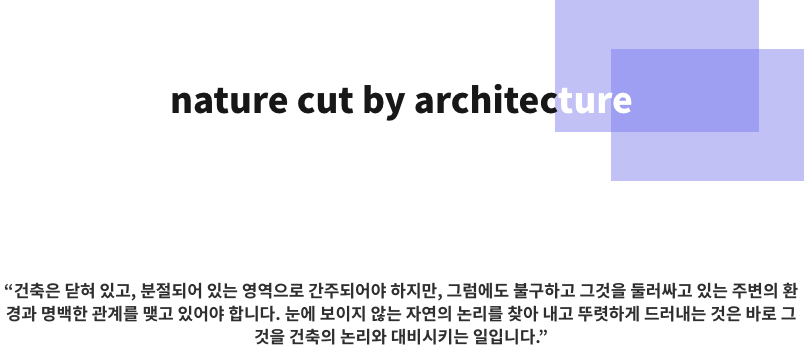 nature cut by architecture
“건축은 닫혀 있고, 분절되어 있는 영역으로 간주되어야 하지만, 그럼에도 불구하고 그것을 둘러싸고 있는 주변의 환
경과 명백한 관계를 맺고 있어야 합니다. 눈에 보이지 않는 자연의 논리를 찾아 내고 뚜렷하게 드러내는 것은 바로 그
것을 건축의 논리와 대비시키는 일입니다.”